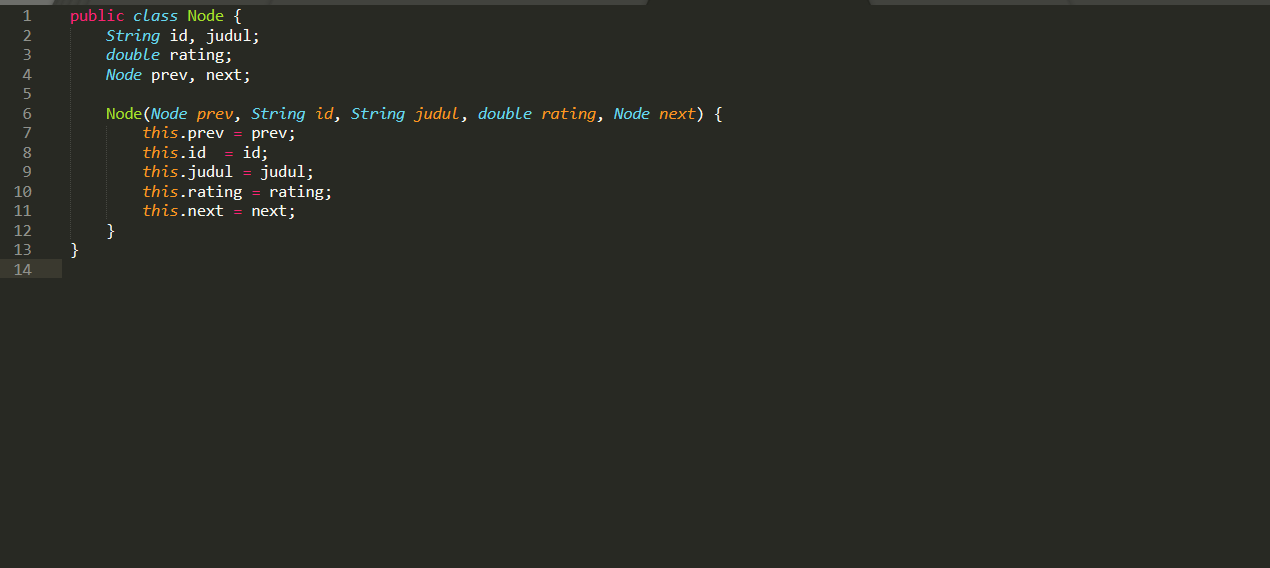 1 public class Node {
2     String id, judul;
3     double rating;
4     Node prev, next;
5
6     Node(Node prev, String id, String judul, double rating, Node next) {
7         this.prev = prev;
8         this.id  = id;
9         this.judul = judul;
10         this.rating = rating;
11         this.next = next;
12     }
13 }
14